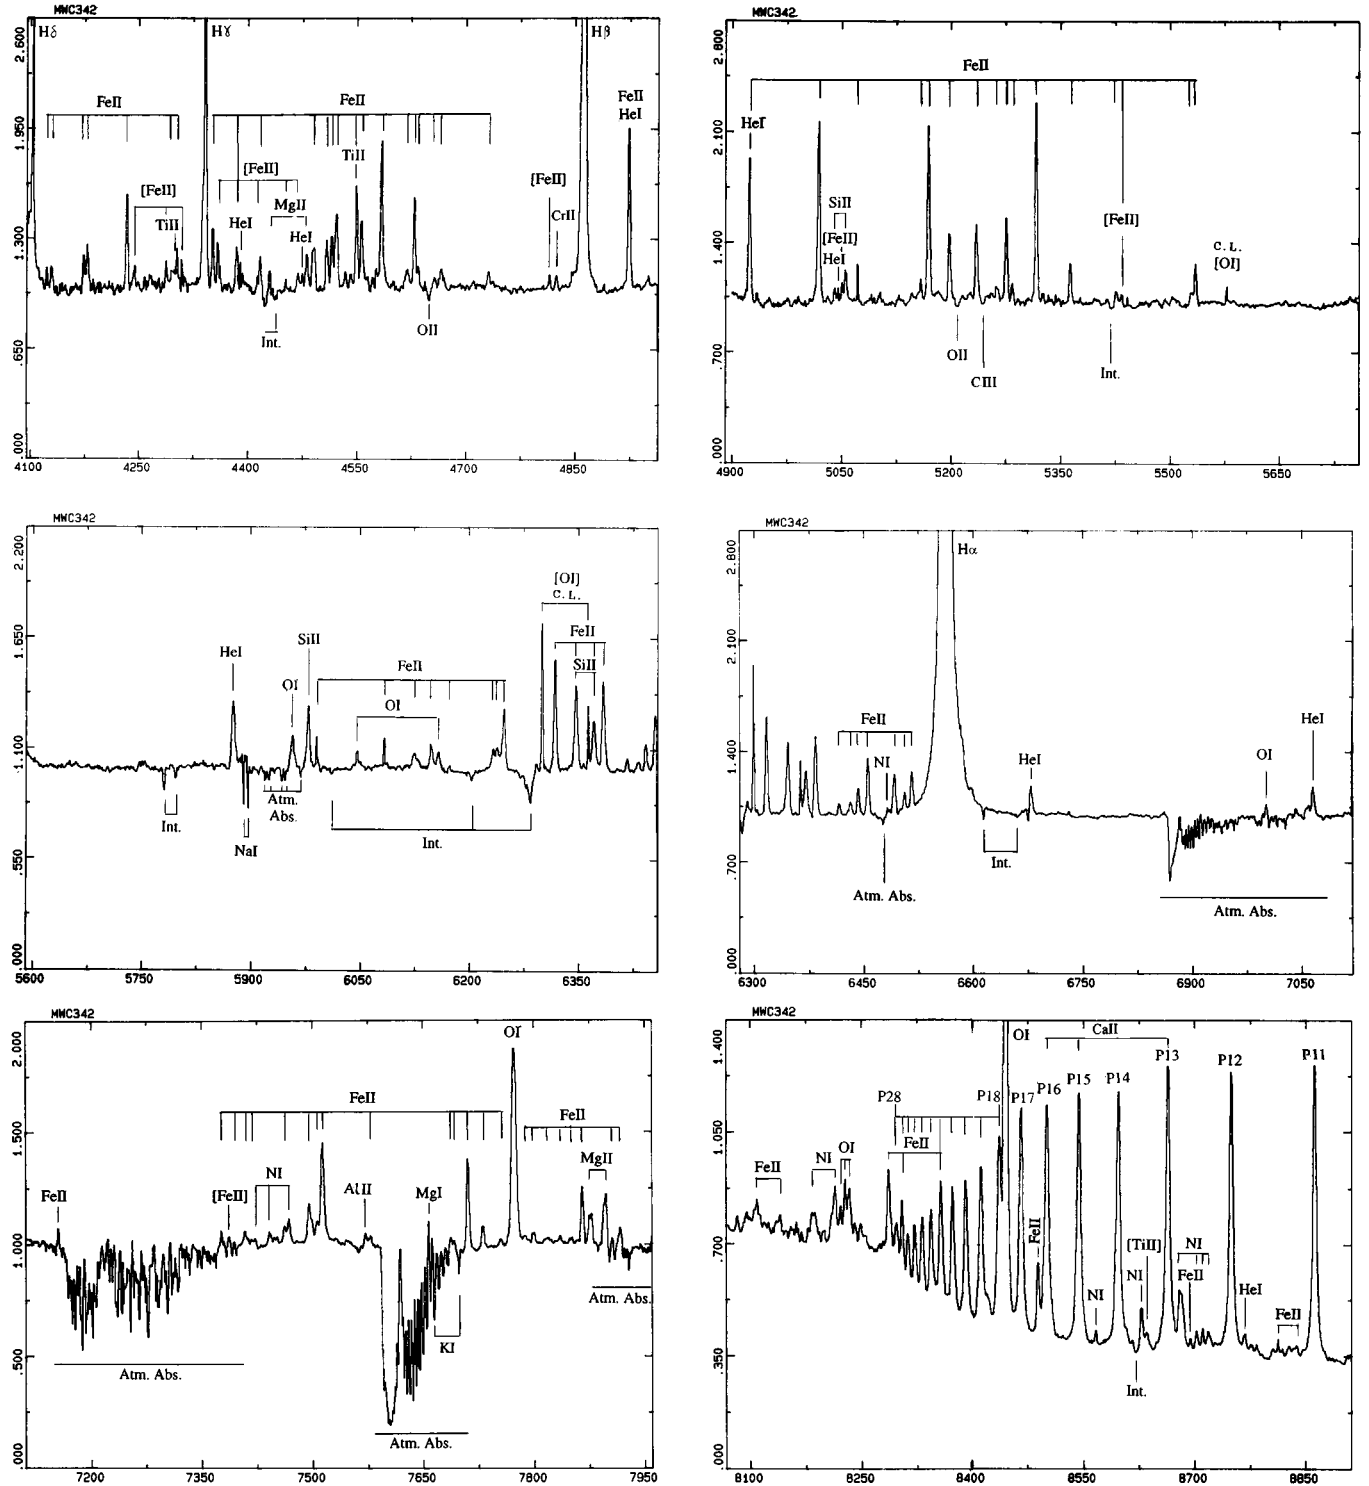 MWC342
Hδ
Hγ
Hβ
FeII
FeII
FeII
HeI
[FeII]
TiII
[FeII]
HeI
MgII
HeI
TiII
[FeII]
CrII
Int.
OII
2.600
1.950
1.300
.650
.000
4100 4250 4400 4550 4700 4850
MWC342
FeII
HeI
SiII
[FeII]
HeI
[FeII]
C.L.
[OI]
OII
CIII
Int.
2.800
2.100
1.400
.700
.000
4900 5050 5200 5350 5500 5650
MWC342
[OI]
C.L.
FeII
SiII
HeI
OI
SiII
FeII
OI
Int.
NaI
Atm.
Abs.
Int.
2.200
1.650
1.100
.550
.000
5600 5750 5900 6050 6200 6350
MWC342
Hα
FeII
NI
HeI
OI
HeI
Int.
Atm. Abs.
Atm. Abs.
2.800
2.100
1.400
.700
.000
6300 6450 6600 6750 6900 7050
MWC342
OI
FeII
FeII
MgII
FeII
[FeII]
NI
AlII
MgI
KI
Atm. Abs.
Atm. Abs.
Atm. Abs.
2.000
1.500
1.000
.500
.000
7200 7350 7500 7650 7800 7950
MWC342
OI
CaII
P28
P18
P17
P16
P15
P14
P13
P12
P11
FeII
NI
OI
FeII
FeII
NI
NI
[TiII]
NI
FeII
HeI
FeII
Int.
1.400
1.050
.700
.350
.000
8100 8250 8400 8550 8700 8850